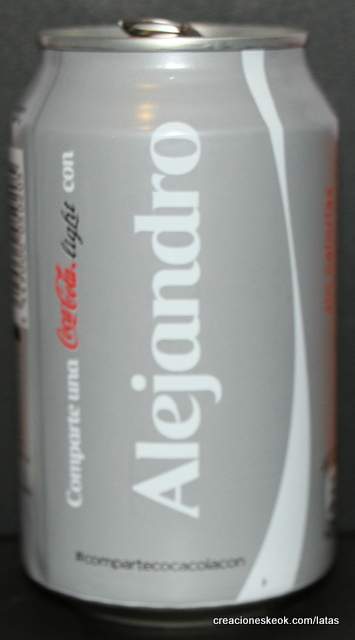 Comparte una Coca-Cola light con
Alejandro
#compartecocacolacon
creacioneskeok.com/latas